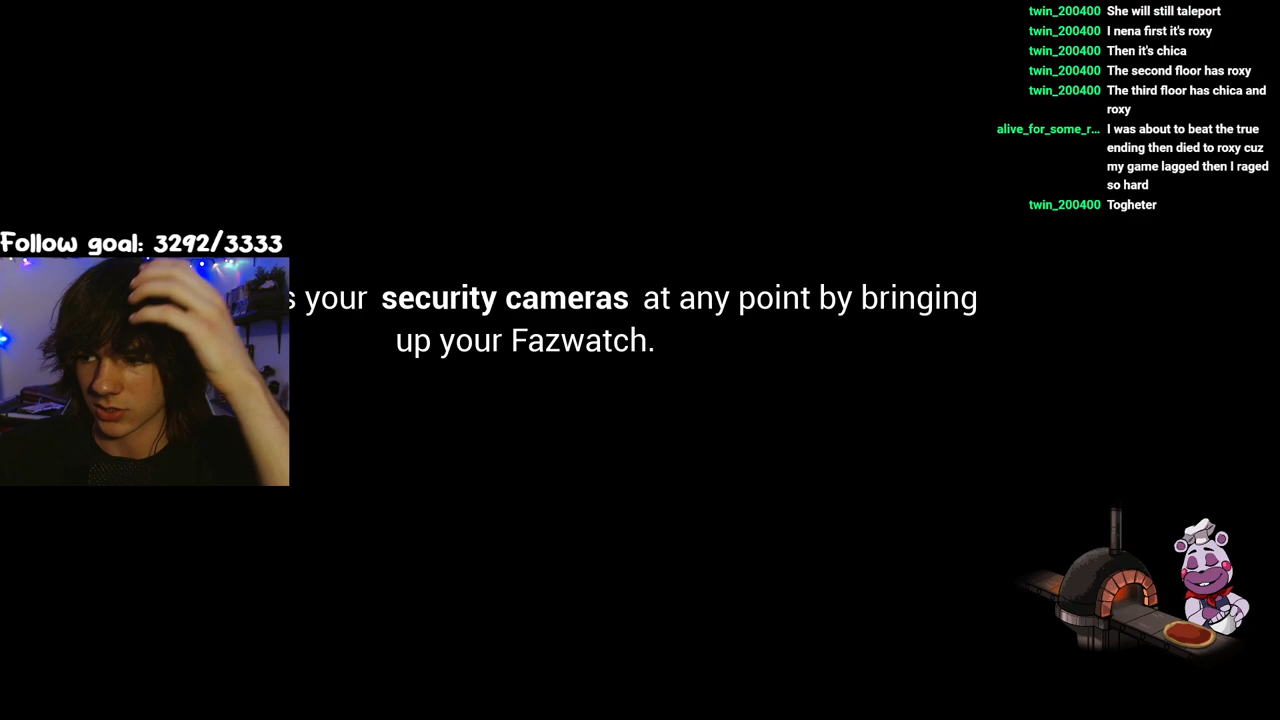 twin_200400 She will still taleport
twin_200400 I nena first it's roxy
twin_200400 Then it's chica
twin_200400 The second floor has roxy
twin_200400 The third floor has chica and
roxy
alive_for_some_r... I was about to beat the true
ending then died to roxy cuz
my game lagged then I raged
so hard
twin_200400 Togheter
Follow goal: 3292/3333
your security cameras at any point by bringing
up your Fazwatch.